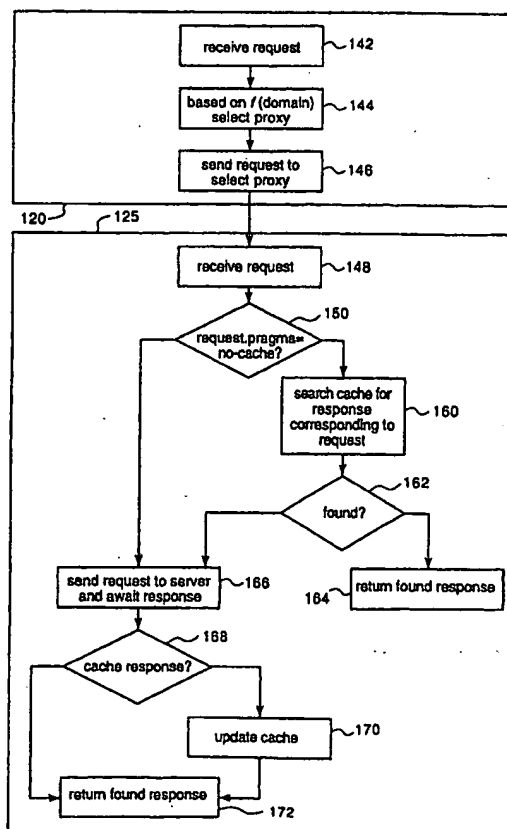 receive request
142
based on f (domain)
select proxy
144
send request to
select proxy
146
120
125
receive request
148
150
request.pragma=
no-cache?
search cache for
response
corresponding to
request
160
162
found?
send request to server
and await response
166
164
return found response
168
cache response?
update cache
170
return found response
172